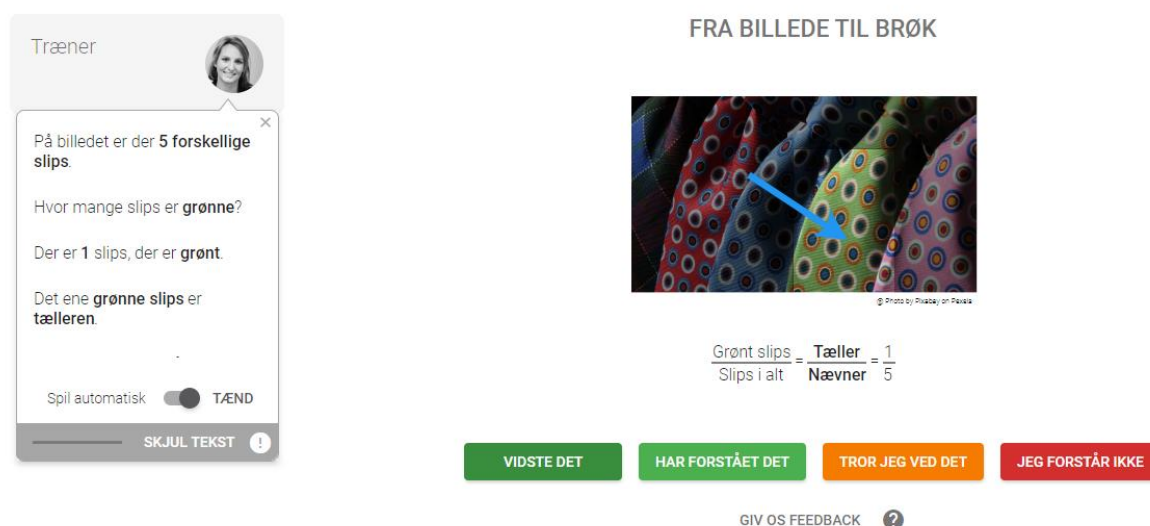 Træner
×
På billedet er der 5 forskellige
slips.
Hvor mange slips er grønne?
Der er 1 slips, der er grønt.
Det ene grønne slips er
tælleren.
.
Spil automatisk TÆND
SKJUL TEKST !
FRA BILLEDE TIL BRØK
@ Photo by Pixabay on Pexels
Grønt slips = Tæller = 1
Slips i alt Nævner 5
VIDSTE DET HAR FORSTÅET DET TROR JEG VED DET JEG FORSTÅR IKKE
GIV OS FEEDBACK ?